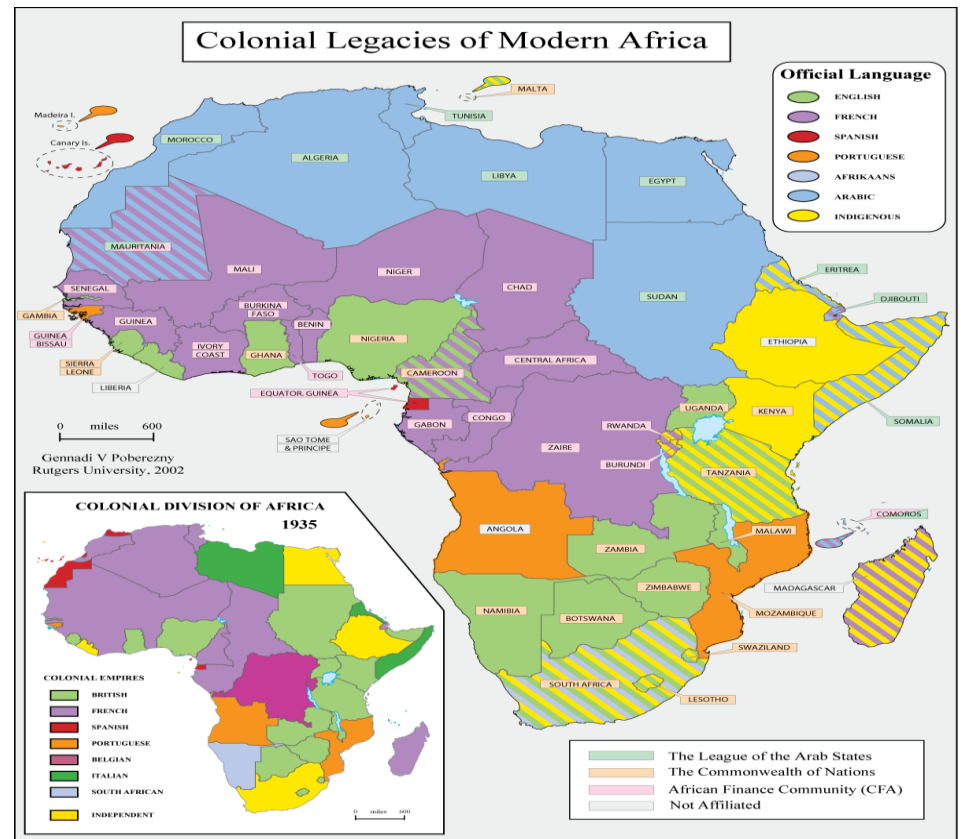 Colonial Legacies of Modern Africa
Official Language
ENGLISH
FRENCH
SPANISH
PORTUGUESE
AFRIKAANS
ARABIC
INDIGENOUS
Madeira I.
Canary Is.
MALTA
TUNISIA
MOROCCO
ALGERIA
LIBYA
EGYPT
MAURITANIA
MALI
NIGER
CHAD
SUDAN
ERITREA
DJIBOUTI
SENEGAL
GAMBIA
GUINEA
BISSAU
GUINEA
BURKINA
FASO
BENIN
NIGERIA
ETHIOPIA
SIERRA
LEONE
IVORY
COAST
GHANA
LIBERIA
TOGO
CAMEROON
CENTRAL AFRICA
EQUATOR. GUINEA
UGANDA
KENYA
SOMALIA
GABON
CONGO
RWANDA
SAO TOME
& PRINCIPE
ZAIRE
BURUNDI
TANZANIA
0 miles 600
Gennadi V Poberezny
Rutgers University, 2002
COMOROS
ANGOLA
MALAWI
ZAMBIA
MADAGASCAR
ZIMBABWE
MOZAMBIQUE
NAMIBIA
BOTSWANA
SWAZILAND
SOUTH AFRICA
LESOTHO
COLONIAL DIVISION OF AFRICA
1935
COLONIAL EMPIRES
BRITISH
FRENCH
SPANISH
PORTUGUESE
BELGIAN
ITALIAN
SOUTH AFRICAN
INDEPENDENT
0 miles 600
The League of the Arab States
The Commonwealth of Nations
African Finance Community (CFA)
Not Affiliated